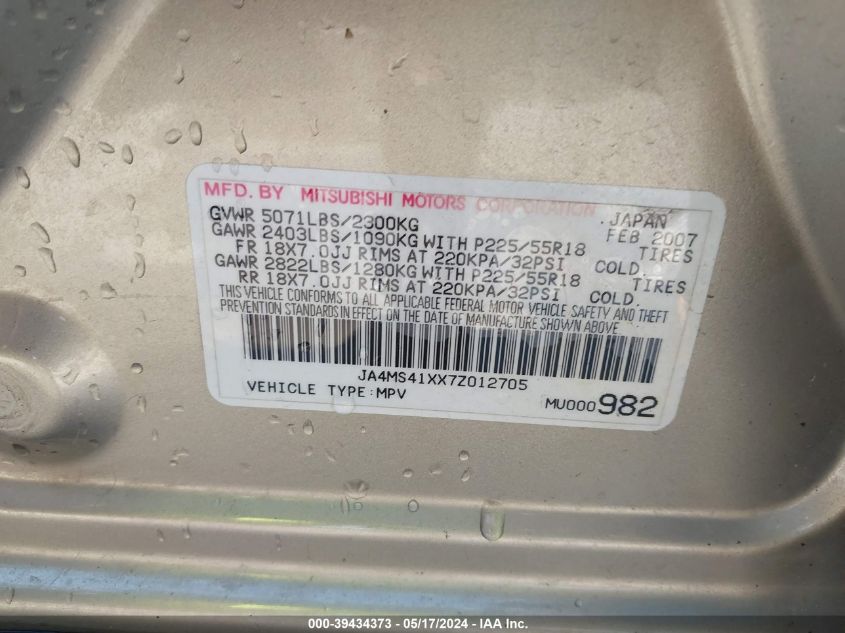 MFD. BY MITSUBISHI MOTORS CORPORATION, JAPAN
GVWR 5071LBS/2300KG FEB 2007
GAWR 2403LBS/1090KG WITH P225/55R18 TIRES
FR 18X7.0JJ RIMS AT 220KPA/32PSI COLD.
GAWR 2822LBS/1280KG WITH P225/55R18 TIRES
RR 18X7.0JJ RIMS AT 220KPA/32PSI COLD.
THIS VEHICLE CONFORMS TO ALL APPLICABLE FEDERAL MOTOR VEHICLE SAFETY AND THEFT
PREVENTION STANDARDS IN EFFECT ON THE DATE OF MANUFACTURE SHOWN ABOVE
JA4MS41XX7Z012705
VEHICLE TYPE:MPV MU000982
000-39434373 - 05/17/2024 - IAA Inc.